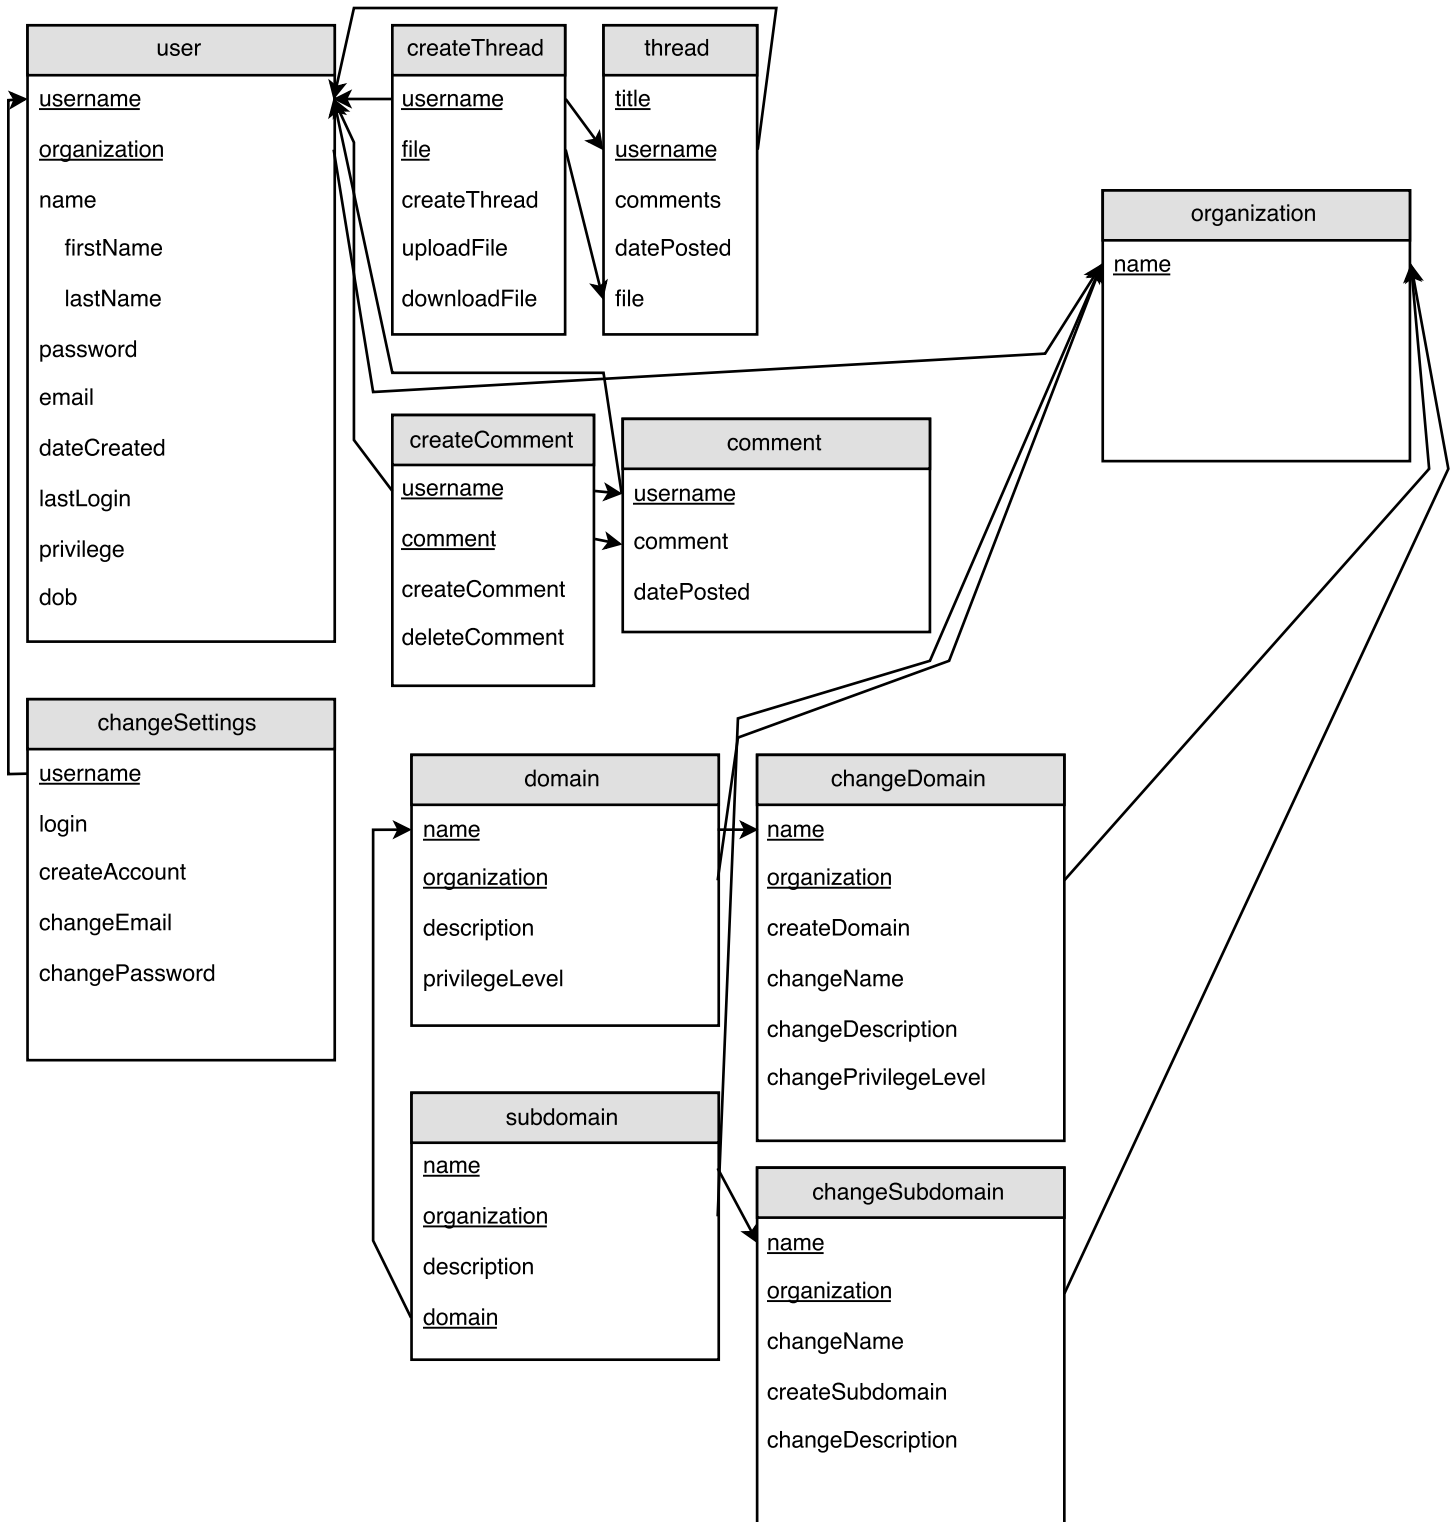 user
username
organization
name
firstName
lastName
password
email
dateCreated
lastLogin
privilege
dob
createThread
username
file
createThread
uploadFile
downloadFile
thread
title
username
comments
datePosted
file
organization
name
createComment
username
comment
createComment
deleteComment
comment
username
comment
datePosted
changeSettings
username
login
createAccount
changeEmail
changePassword
domain
name
organization
description
privilegeLevel
changeDomain
name
organization
createDomain
changeName
changeDescription
changePrivilegeLevel
subdomain
name
organization
description
domain
changeSubdomain
name
organization
changeName
createSubdomain
changeDescription